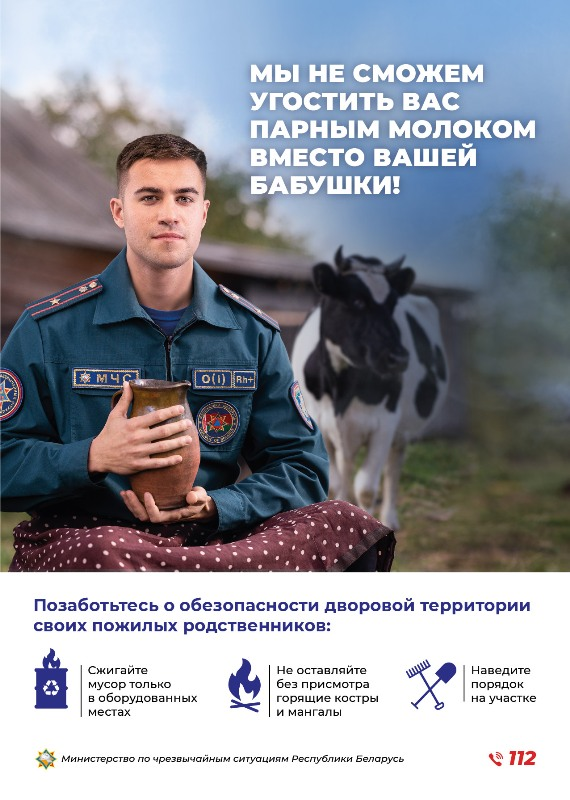 МЫ НЕ СМОЖЕМ
УГОСТИТЬ ВАС
ПАРНЫМ МОЛОКОМ
ВМЕСТО ВАШЕЙ
БАБУШКИ!
МЧС
O(I) Rh+
Позаботьтесь о обезопасности дворовой территории
своих пожилых родственников:
Сжигайте
мусор только
в оборудованных
местах
Не оставляйте
без присмотра
горящие костры
и мангалы
Наведите
порядок
на участке
Министерство по чрезвычайным ситуациям Республики Беларусь
112